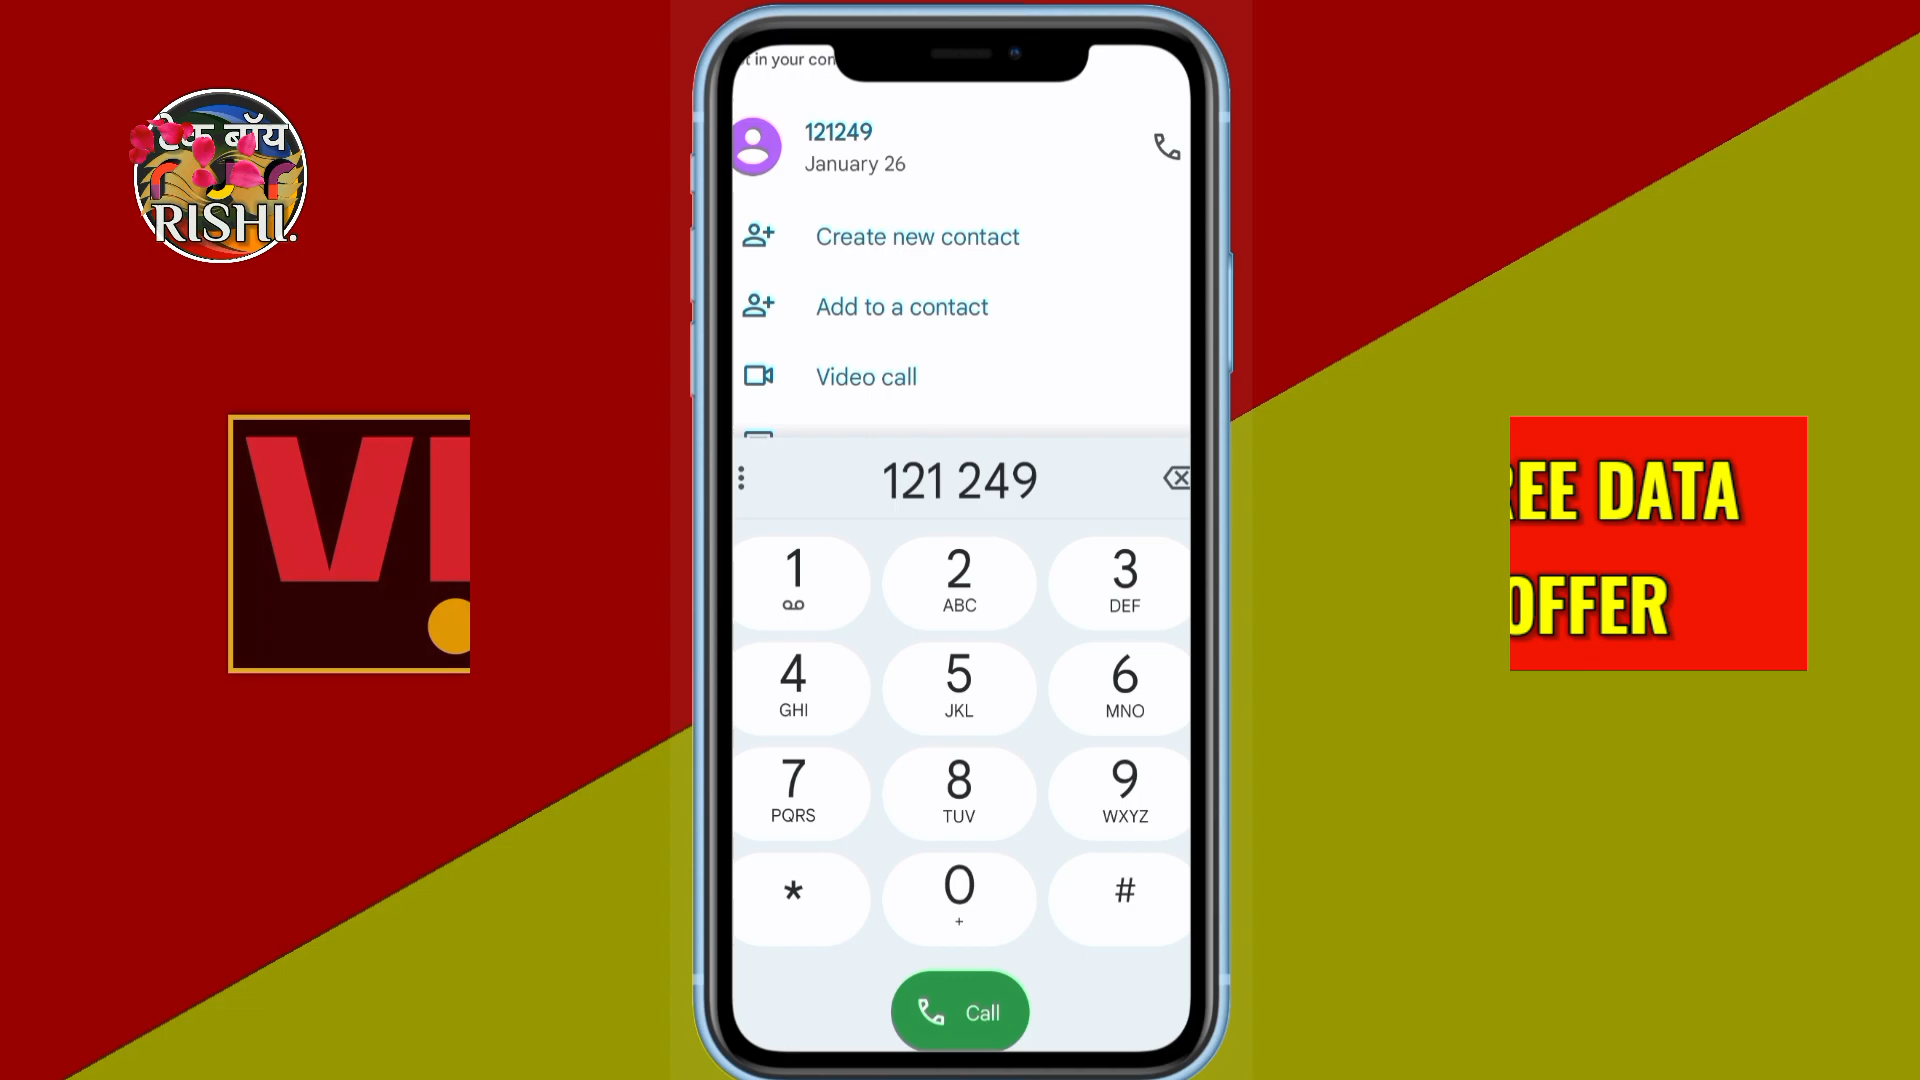 टेक बॉय
RISHI.
VI
REE DATA
OFFER
t in your con
121249
January 26
Create new contact
Add to a contact
Video call
121 249
1
2
ABC
3
DEF
4
GHI
5
JKL
6
MNO
7
PQRS
8
TUV
9
WXYZ
*
0
+
#
Call